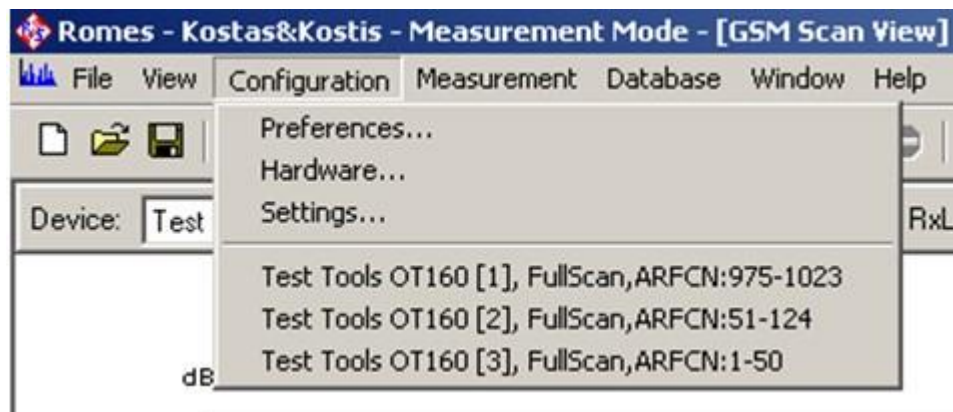 Romes - Kostas&Kostis - Measurement Mode - [GSM Scan View]
File View Configuration Measurement Database Window Help
Preferences...
Hardware...
Settings...
Device: Test RxL
Test Tools OT160 [1], FullScan,ARFCN:975-1023
Test Tools OT160 [2], FullScan,ARFCN:51-124
Test Tools OT160 [3], FullScan,ARFCN:1-50
dB